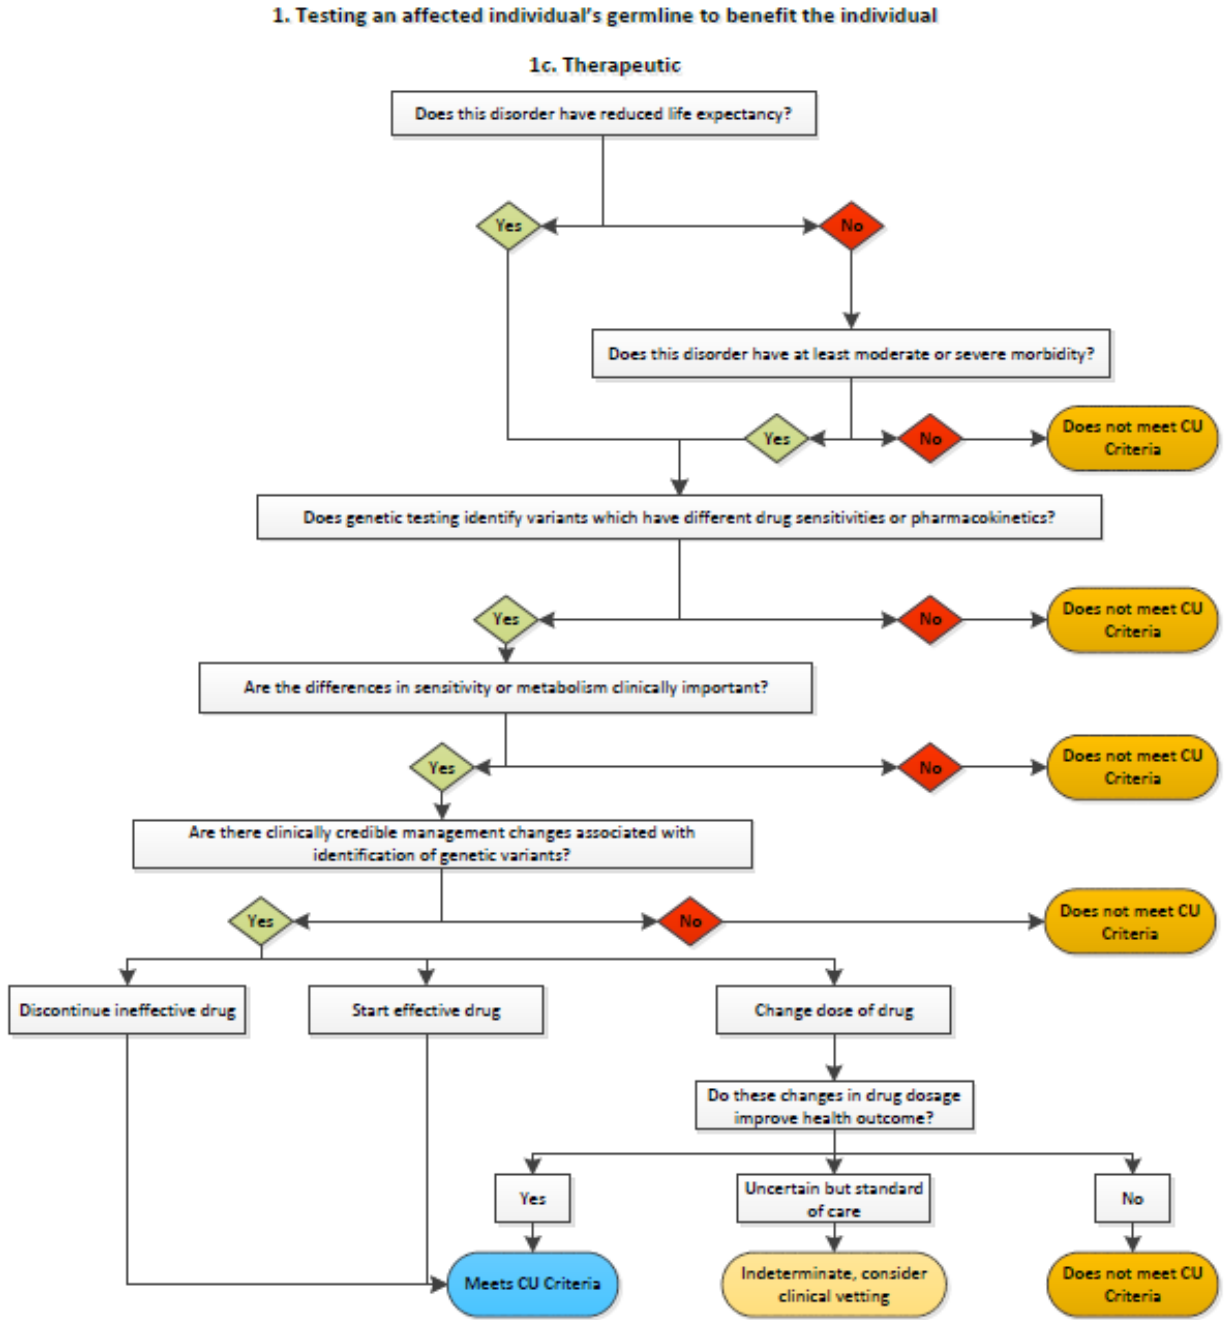 1. Testing an affected individual's germline to benefit the individual
1c. Therapeutic
Does this disorder have reduced life expectancy?
Yes
No
Does this disorder have at least moderate or severe morbidity?
Yes
No
Does not meet CU
Criteria
Does genetic testing identify variants which have different drug sensitivities or pharmacokinetics?
Yes
No
Does not meet CU
Criteria
Are the differences in sensitivity or metabolism clinically important?
Yes
No
Does not meet CU
Criteria
Are there clinically credible management changes associated with
identification of genetic variants?
Yes
No
Does not meet CU
Criteria
Discontinue ineffective drug
Start effective drug
Change dose of drug
Do these changes in drug dosage
improve health outcome?
Yes
Uncertain but standard
of care
No
Meets CU Criteria
Indeterminate, consider
clinical vetting
Does not meet CU
Criteria